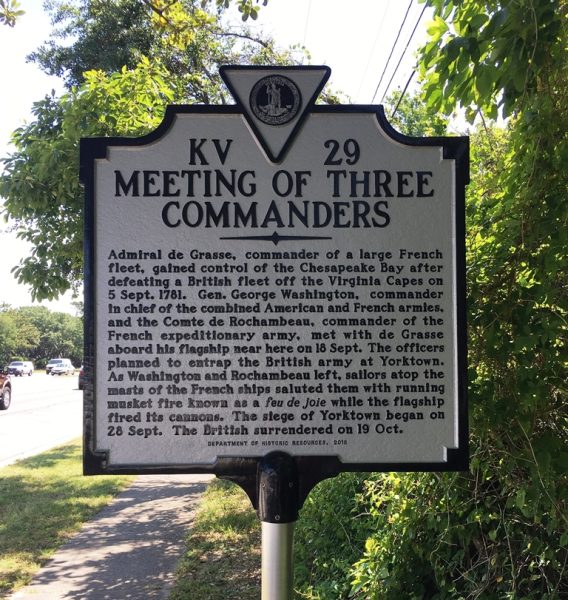 KV 29
MEETING OF THREE
COMMANDERS
Admiral de Grasse, commander of a large French
fleet, gained control of the Chesapeake Bay after
defeating a British fleet off the Virginia Capes on
5 Sept. 1781. Gen. George Washington, commander
in chief of the combined American and French armies,
and the Comte de Rochambeau, commander of the
French expeditionary army, met with de Grasse
aboard his flagship near here on 18 Sept. The officers
planned to entrap the British army at Yorktown.
As Washington and Rochambeau left, sailors atop the
masts of the French ships saluted them with running
musket fire known as a feu de joie while the flagship
fired its cannons. The siege of Yorktown began on
28 Sept. The British surrendered on 19 Oct.
DEPARTMENT OF HISTORIC RESOURCES, 2016